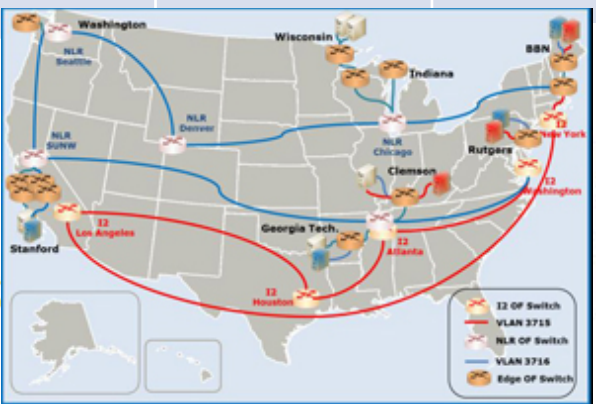 Washington
NLR
Seattle
Wisconsin
Indiana
BBN
NLR
Denver
NLR
SUNW
NLR
Chicago
I2
New York
Rutgers
I2
Washington
Clemson
I2
Los Angeles
Stanford
Georgia Tech.
I2
Atlanta
I2
Houston
I2 OF Switch
VLAN 3715
NLR OF Switch
VLAN 3716
Edge OF Switch